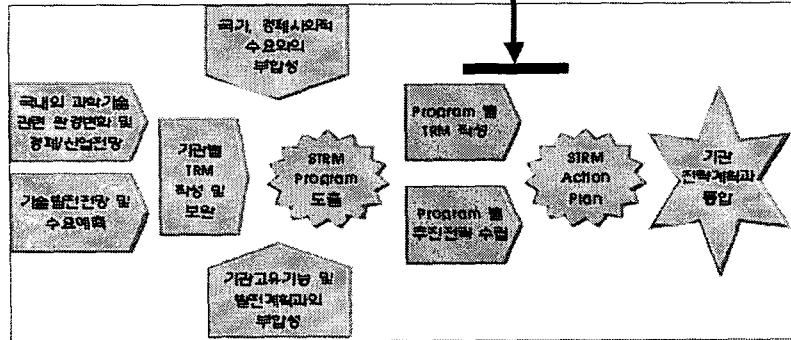 국가, 경제사회적
수요와의
부합성
국내외 과학기술
관련 환경변화 및
경제/산업전망
기술발전전망 및
수요예측
기관별
TRM
작성 및
보완
STRM
Program
도출
기관고유기능 및
발전계획과의
부합성
Program 별
TRM 작성
Program 별
추진전략 수립
STRM
Action
Plan
기관
전략계획과
통합